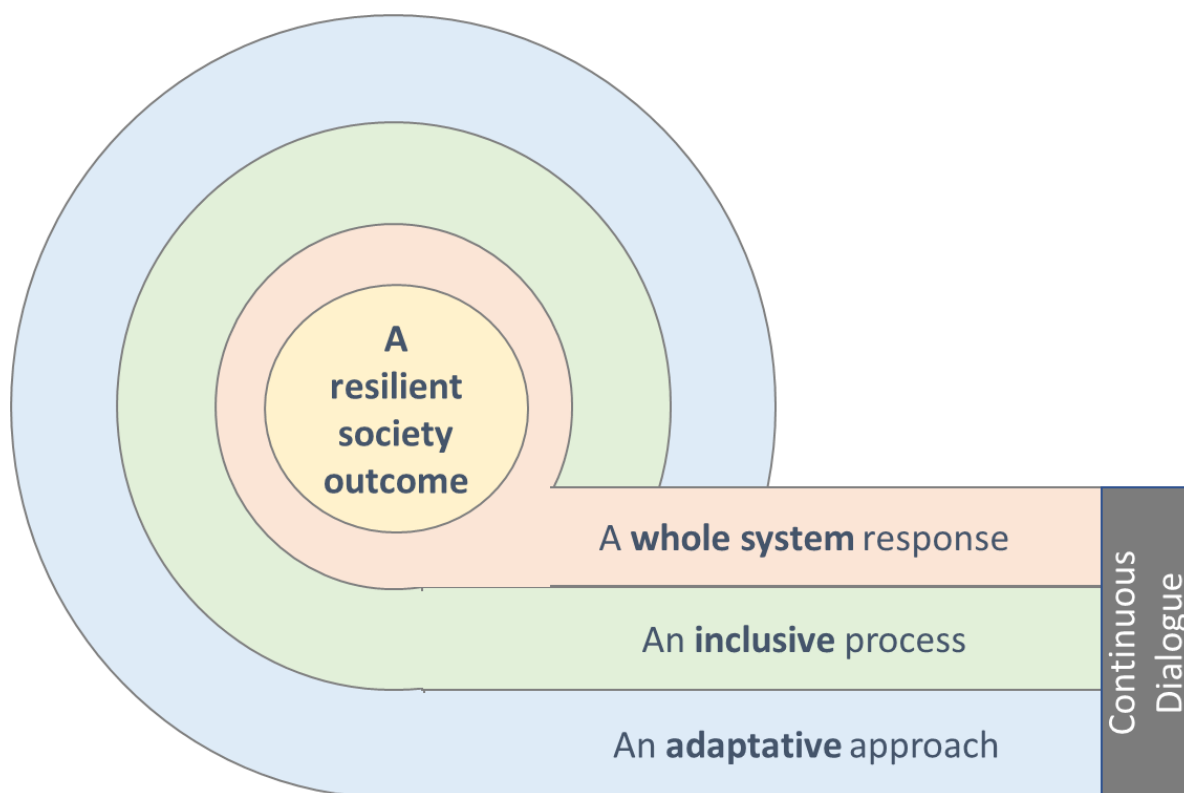 A
resilient
society
outcome
A whole system response
An inclusive process
An adaptative approach
Continuous
Dialogue